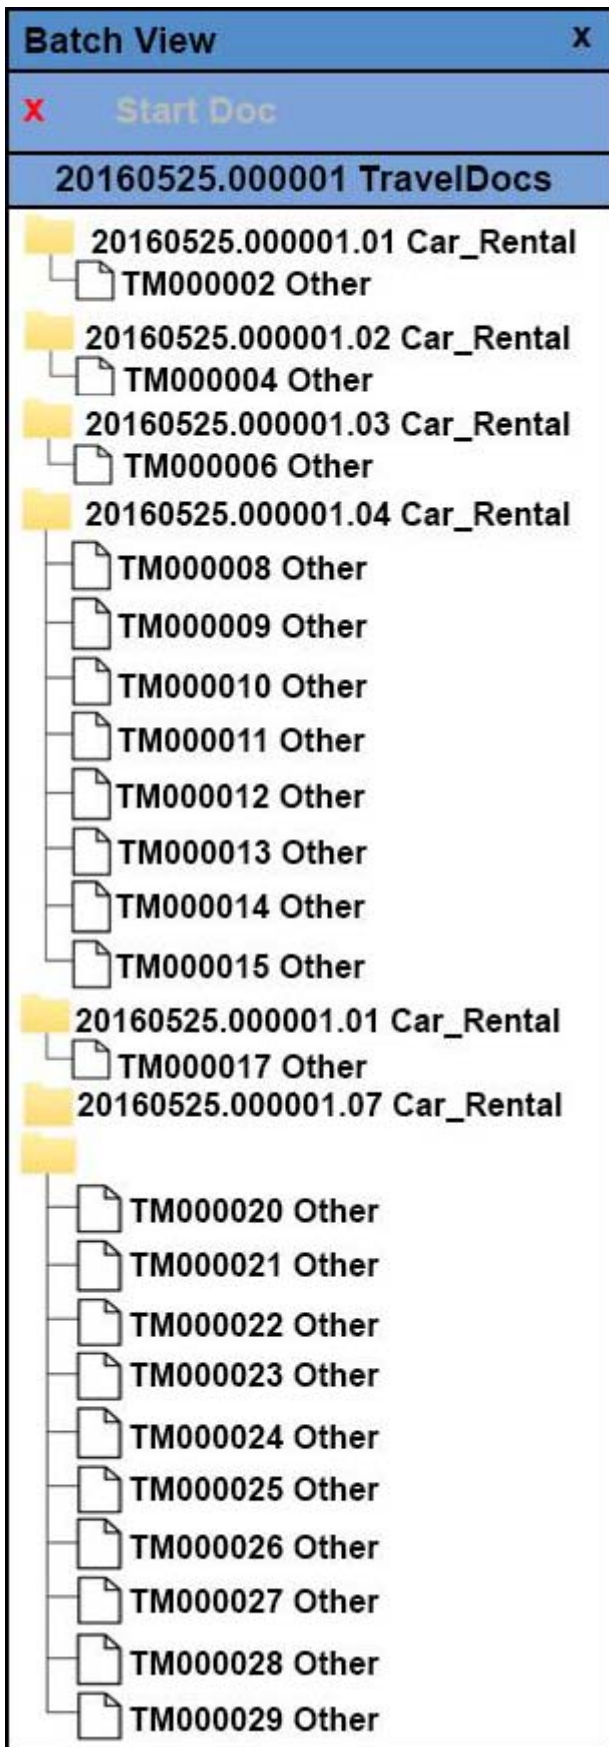 Batch View x
x Start Doc
20160525.000001 TravelDocs
20160525.000001.01 Car_Rental
TM000002 Other
20160525.000001.02 Car_Rental
TM000004 Other
20160525.000001.03 Car_Rental
TM000006 Other
20160525.000001.04 Car_Rental
TM000008 Other
TM000009 Other
TM000010 Other
TM000011 Other
TM000012 Other
TM000013 Other
TM000014 Other
TM000015 Other
20160525.000001.01 Car_Rental
TM000017 Other
20160525.000001.07 Car_Rental
TM000020 Other
TM000021 Other
TM000022 Other
TM000023 Other
TM000024 Other
TM000025 Other
TM000026 Other
TM000027 Other
TM000028 Other
TM000029 Other